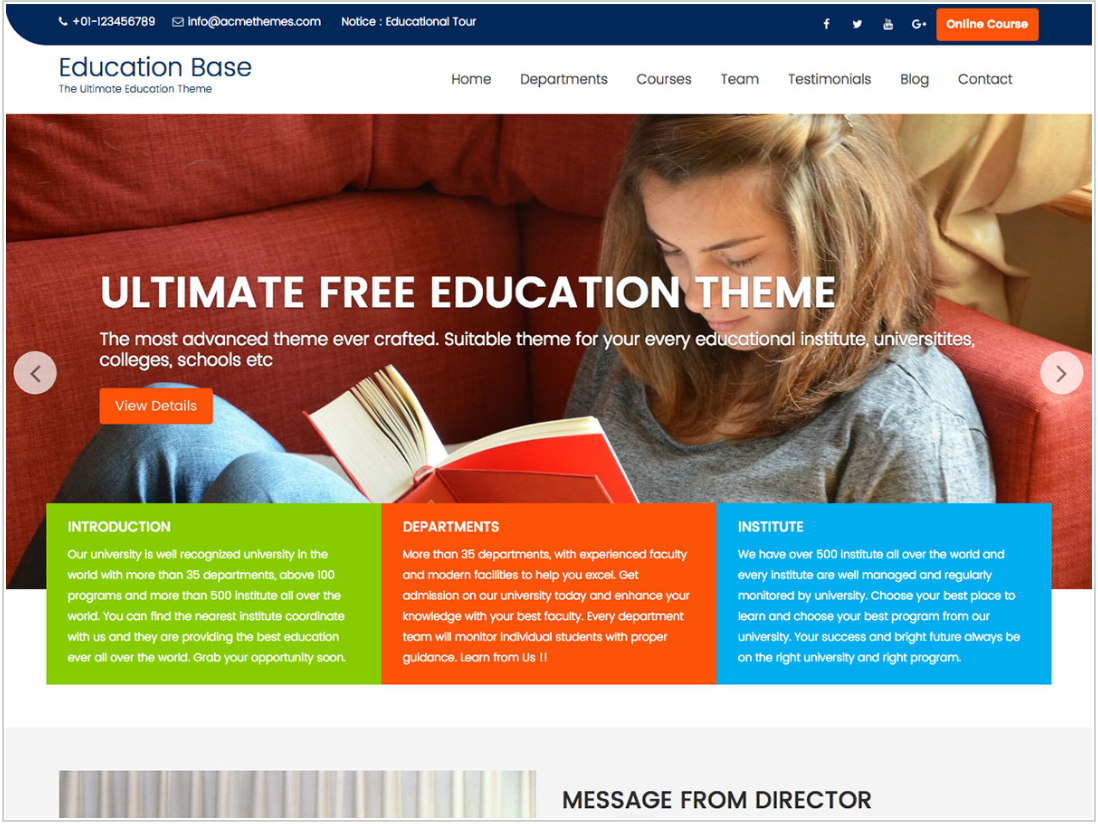 +01-123456789 info@acmethemes.com Notice : Educational Tour Online Course
Education Base
The Ultimate Education Theme
Home Departments Courses Team Testimonials Blog Contact
ULTIMATE FREE EDUCATION THEME
The most advanced theme ever crafted. Suitable theme for your every educational institute, universitites,
colleges, schools etc
View Details
INTRODUCTION
Our university is well recognized university in the
world with more than 35 departments, above 100
programs and more than 500 institute all over the
world. You can find the nearest institute coordinate
with us and they are providing the best education
ever all over the world. Grab your opportunity soon.
DEPARTMENTS
More than 35 departments, with experienced faculty
and modern facilities to help you excel. Get
admission on our university today and enhance your
knowledge with your best faculty. Every department
team will monitor individual students with proper
guidance. Learn from Us !!
INSTITUTE
We have over 500 institute all over the world and
every institute are well managed and regularly
monitored by university. Choose your best place to
learn and choose your best program from our
university. Your success and bright future always be
on the right university and right program.
MESSAGE FROM DIRECTOR